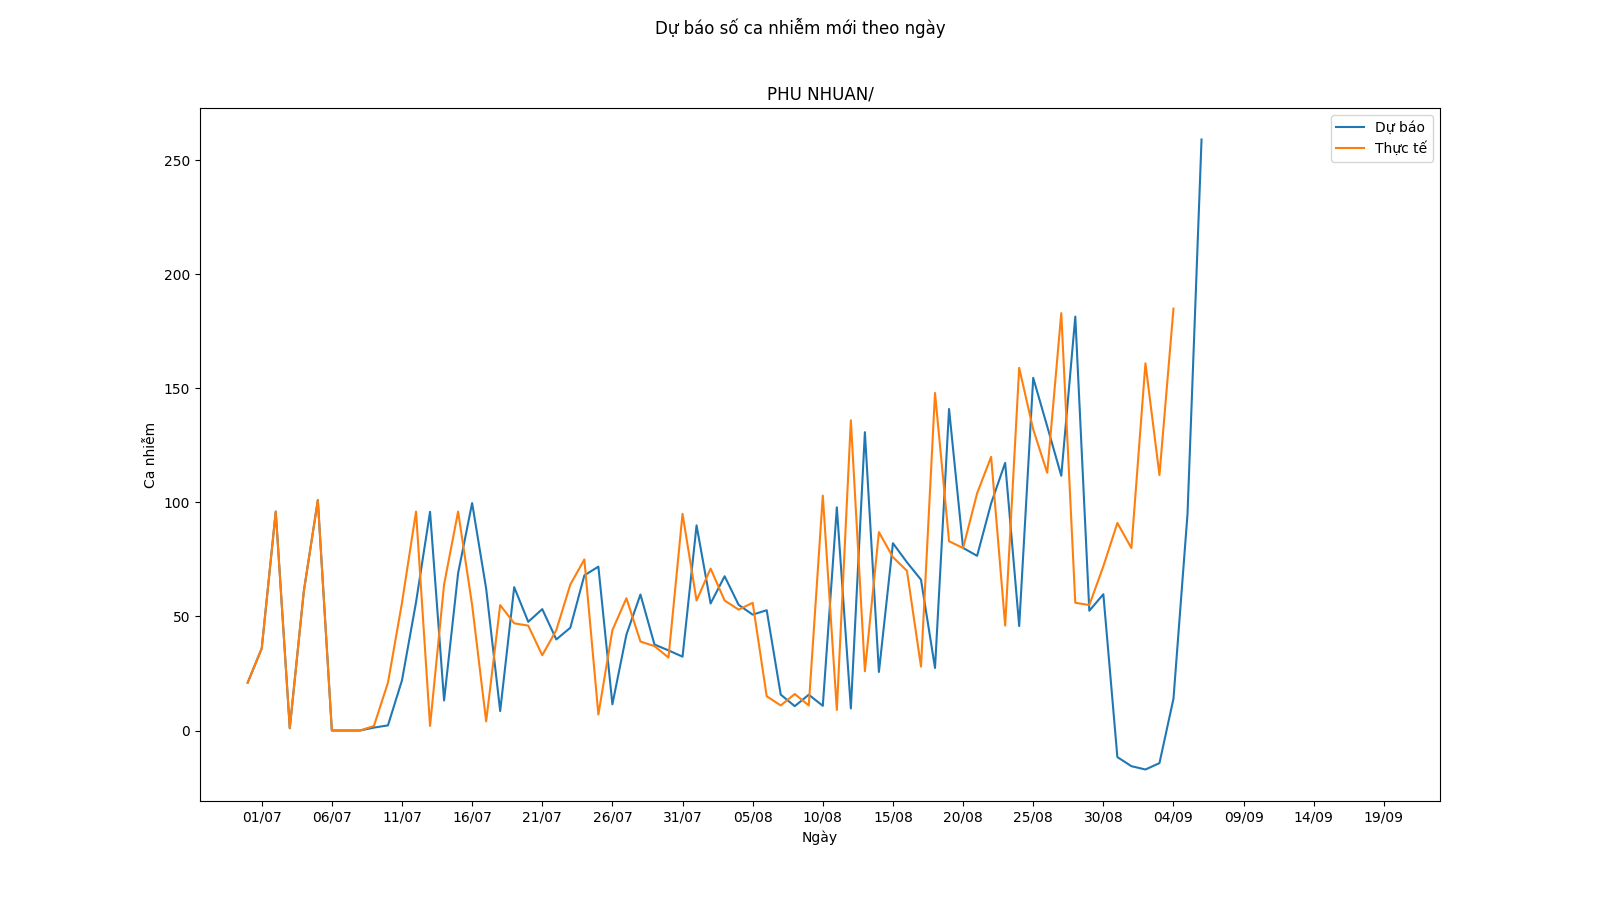 Dự báo số ca nhiễm mới theo ngày
PHU NHUAN/
Dự báo
Thực tế
250
200
150
100
50
0
Ca nhiễm
01/07 06/07 11/07 16/07 21/07 26/07 31/07 05/08 10/08 15/08 20/08 25/08 30/08 04/09 09/09 14/09 19/09
Ngày